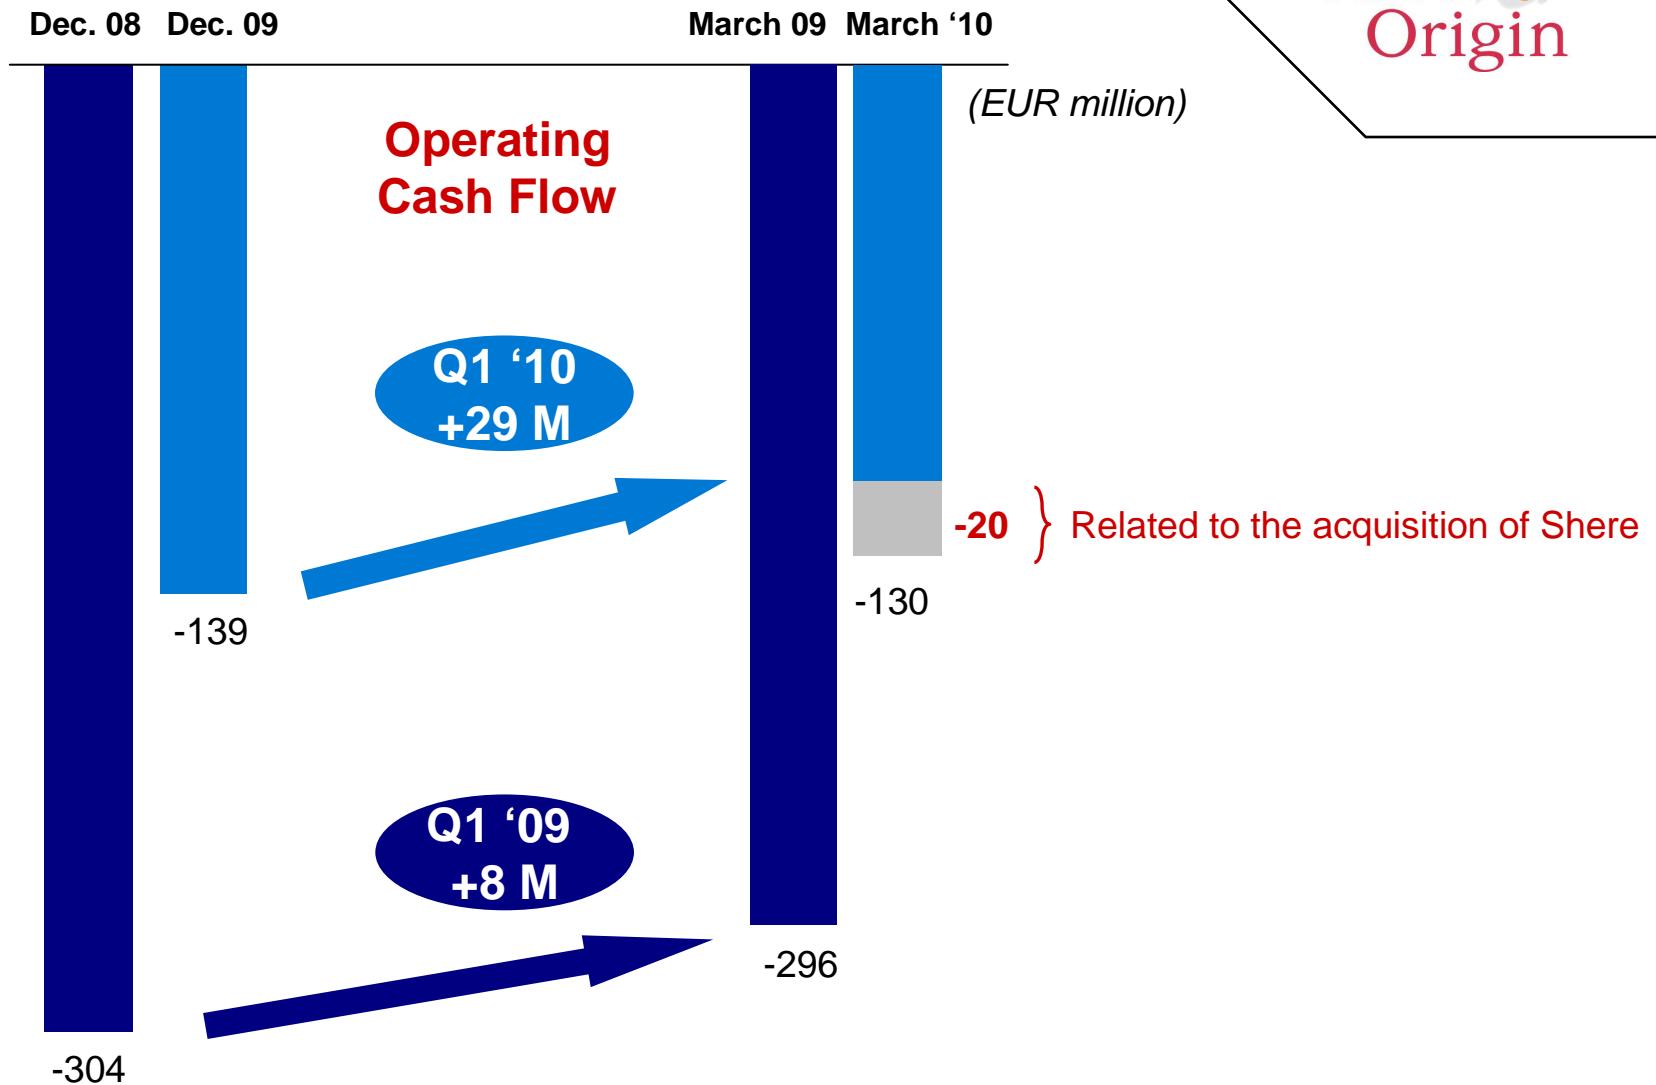 Dec. 08 Dec. 09 March 09 March ‘10
Origin
(EUR million)
Operating
Cash Flow
Q1 ‘10
+29 M
-20 Related to the acquisition of Shere
-130
-139
Q1 ‘09
+8 M
-296
-304